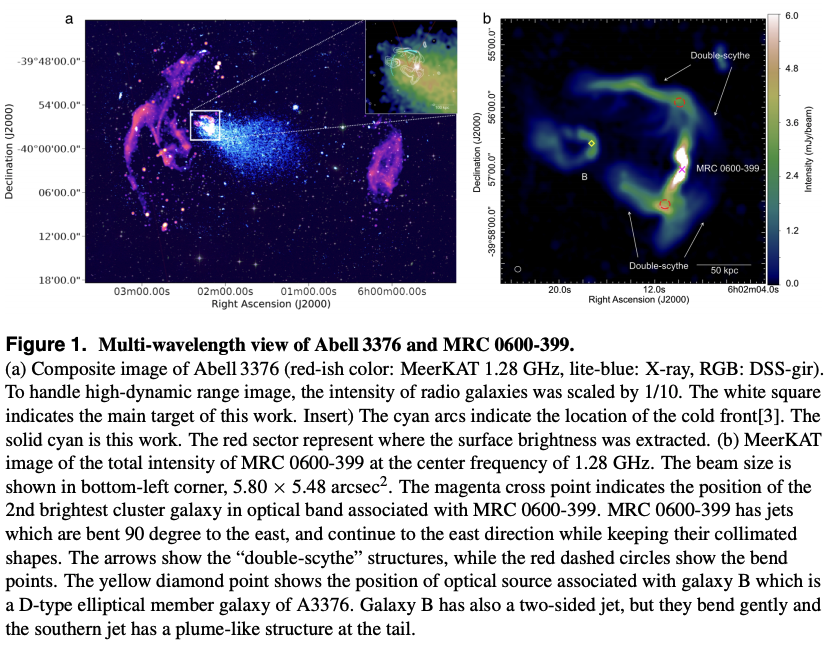 a
-39°48'00.0"
54'00.0"
-40°00'00.0"
06'00.0"
12'00.0"
18'00.0"
Declination (J2000)
03m00.00s 02m00.00s 01m00.00s 6h00m00.00s
Right Ascension (J2000)
b
55'00.0"
56'00.0"
57'00.0"
-39°58'00.0"
Declination (J2000)
Double-scythe
MRC 0600-399
B
Double-scythe
50 kpc
20.0s 12.0s 6h02m04.0s
Right Ascension (J2000)
6.0
4.8
3.6
2.4
1.2
0.0
Intensity (mJy/beam)
Figure 1. Multi-wavelength view of Abell 3376 and MRC 0600-399.
(a) Composite image of Abell 3376 (red-ish color: MeerKAT 1.28 GHz, lite-blue: X-ray, RGB: DSS-gir).
To handle high-dynamic range image, the intensity of radio galaxies was scaled by 1/10. The white square
indicates the main target of this work. Insert) The cyan arcs indicate the location of the cold front[3]. The
solid cyan is this work. The red sector represent where the surface brightness was extracted. (b) MeerKAT
image of the total intensity of MRC 0600-399 at the center frequency of 1.28 GHz. The beam size is
shown in bottom-left corner, 5.80 × 5.48 arcsec². The magenta cross point indicates the position of the
2nd brightest cluster galaxy in optical band associated with MRC 0600-399. MRC 0600-399 has jets
which are bent 90 degree to the east, and continue to the east direction while keeping their collimated
shapes. The arrows show the “double-scythe” structures, while the red dashed circles show the bend
points. The yellow diamond point shows the position of optical source associated with galaxy B which is
a D-type elliptical member galaxy of A3376. Galaxy B has also a two-sided jet, but they bend gently and
the southern jet has a plume-like structure at the tail.